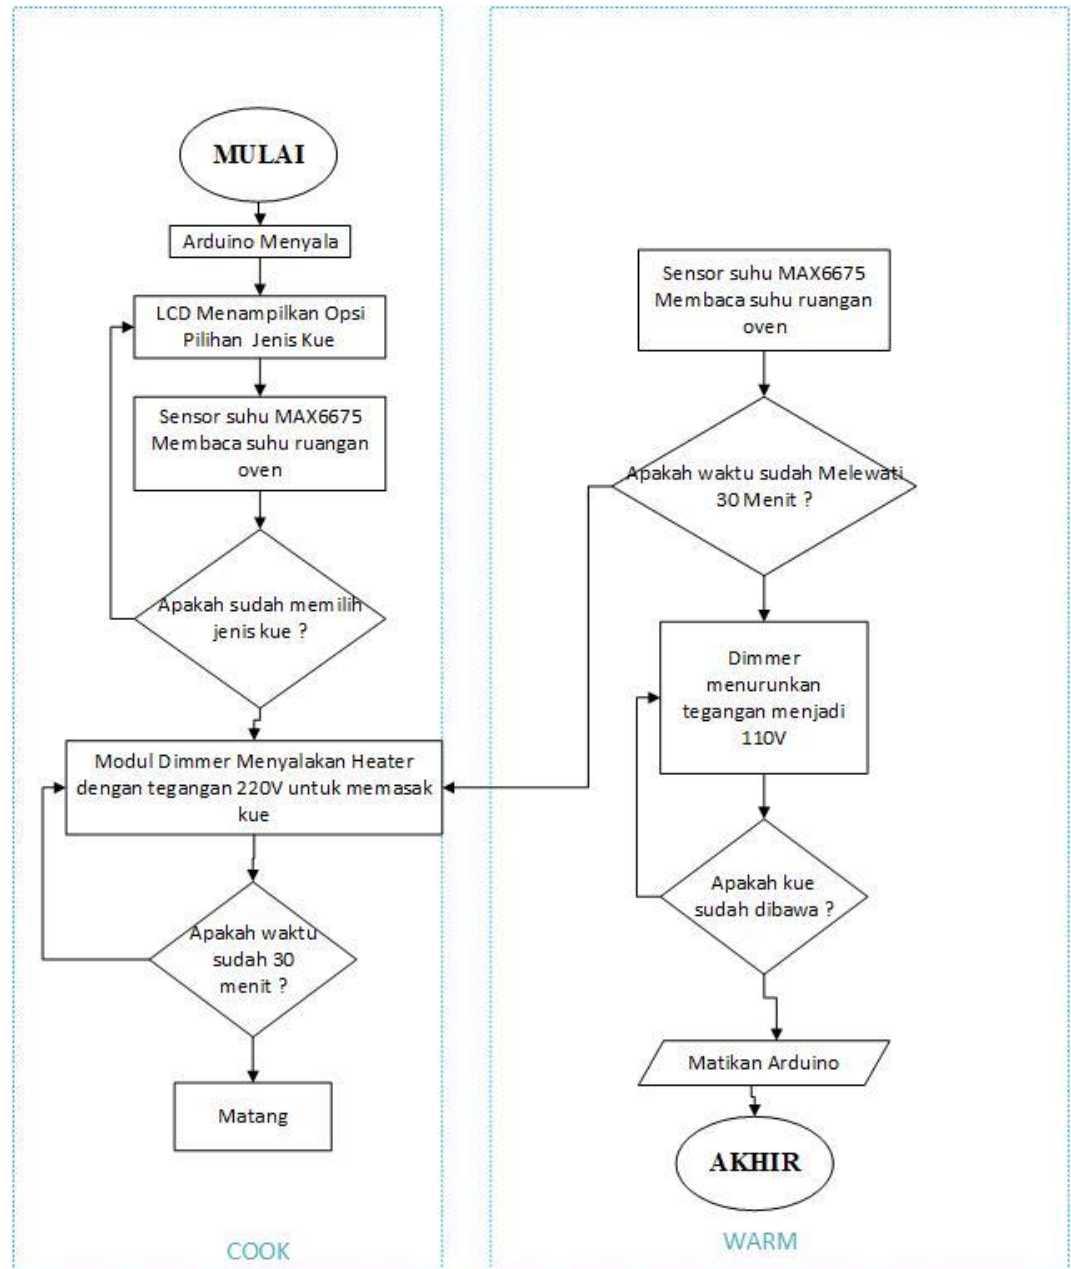 MULAI
Arduino Menyala
LCD Menampilkan Opsi
Pilihan Jenis Kue
Sensor suhu MAX6675
Membaca suhu ruangan
oven
Apakah sudah memilih
jenis kue ?
Modul Dimmer Menyalakan Heater
dengan tegangan 220V untuk memasak
kue
Apakah waktu
sudah 30
menit ?
Matang
COOK
Sensor suhu MAX6675
Membaca suhu ruangan
oven
Apakah waktu sudah Melewati
30 Menit ?
Dimmer
menurunkan
tegangan menjadi
110V
Apakah kue
sudah dibawa ?
Matikan Arduino
AKHIR
WARM